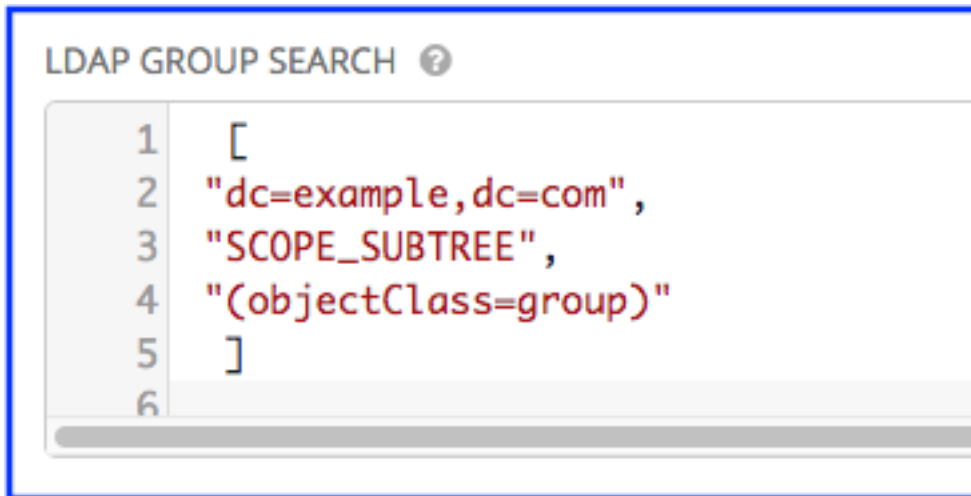 LDAP GROUP SEARCH ?
1 [
2 "dc=example,dc=com",
3 "SCOPE_SUBTREE",
4 "(objectClass=group)"
5 ]
6